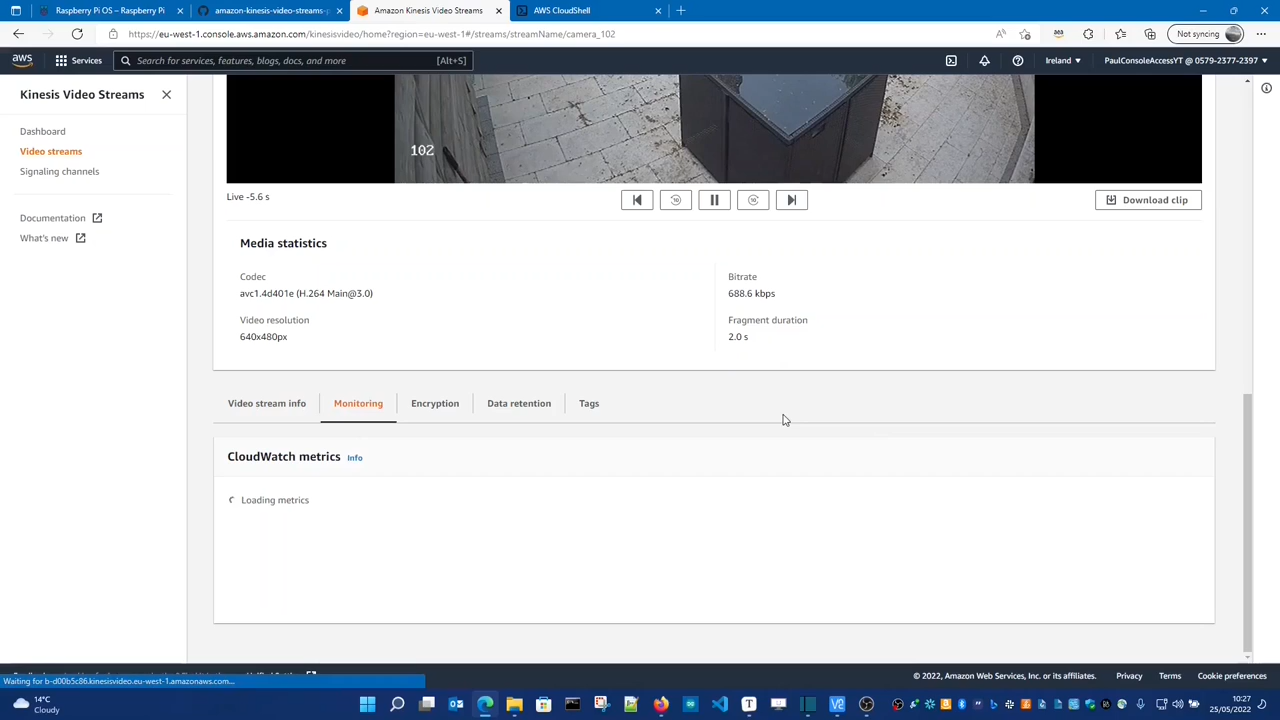 Raspberry Pi OS – Raspberry Pi
amazon-kinesis-video-streams-p
Amazon Kinesis Video Streams
AWS CloudShell
https://eu-west-1.console.aws.amazon.com/kinesisvideo/home?region=eu-west-1#/streams/streamName/camera_102
Not syncing
aws
Services
Search for services, features, blogs, docs, and more
[Alt+S]
Ireland
PaulConsoleAccessYT @ 0579-2377-2397
Kinesis Video Streams
Dashboard
Video streams
Signaling channels
Documentation
What's new
102
Live -5.6 s
Download clip
Media statistics
Codec
avc1.4d401e (H.264 Main@3.0)
Bitrate
688.6 kbps
Video resolution
640x480px
Fragment duration
2.0 s
Video stream info
Monitoring
Encryption
Data retention
Tags
CloudWatch metrics
Info
Loading metrics
© 2022, Amazon Web Services, Inc. or its affiliates.
Privacy
Terms
Cookie preferences
Waiting for b-d00b5c86.kinesisvideo.eu-west-1.amazonaws.com...
14°C
Cloudy
10:27
25/05/2022